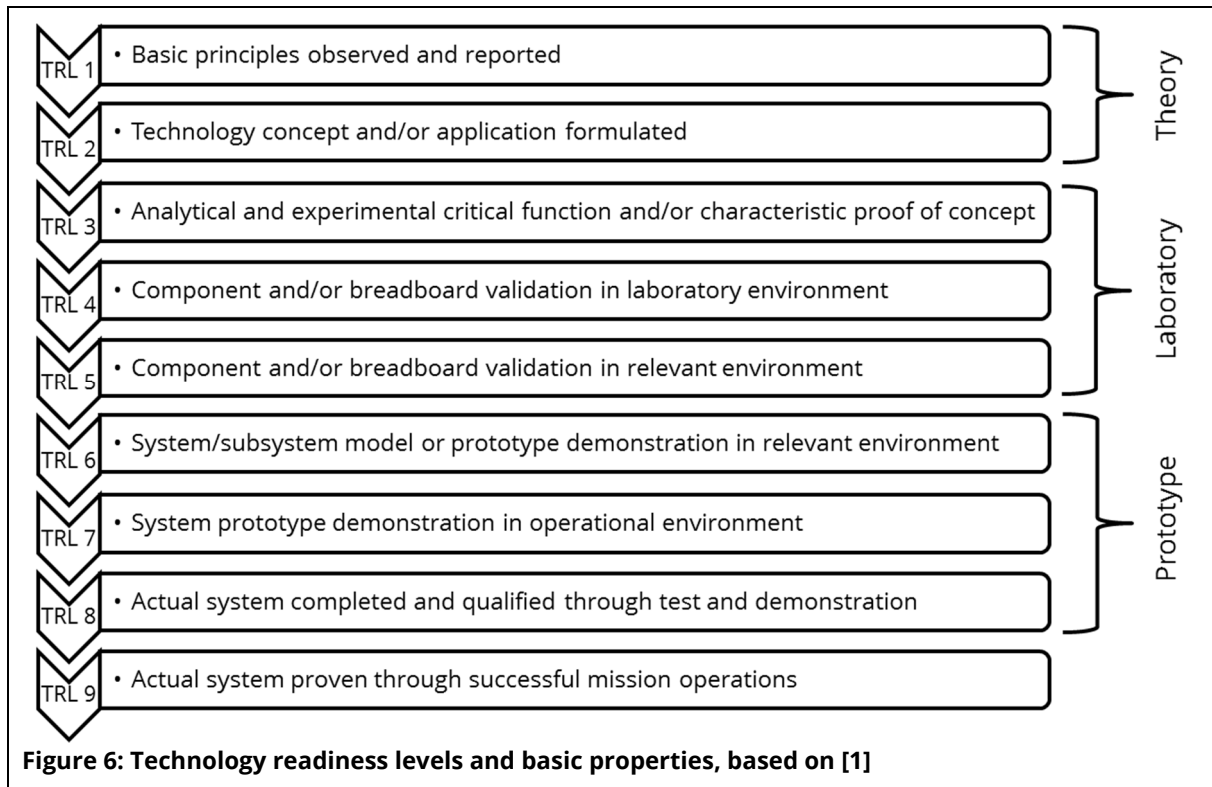 TRL 1
• Basic principles observed and reported
TRL 2
• Technology concept and/or application formulated
Theory
TRL 3
• Analytical and experimental critical function and/or characteristic proof of concept
TRL 4
• Component and/or breadboard validation in laboratory environment
TRL 5
• Component and/or breadboard validation in relevant environment
Laboratory
TRL 6
• System/subsystem model or prototype demonstration in relevant environment
TRL 7
• System prototype demonstration in operational environment
TRL 8
• Actual system completed and qualified through test and demonstration
Prototype
TRL 9
• Actual system proven through successful mission operations
Figure 6: Technology readiness levels and basic properties, based on [1]